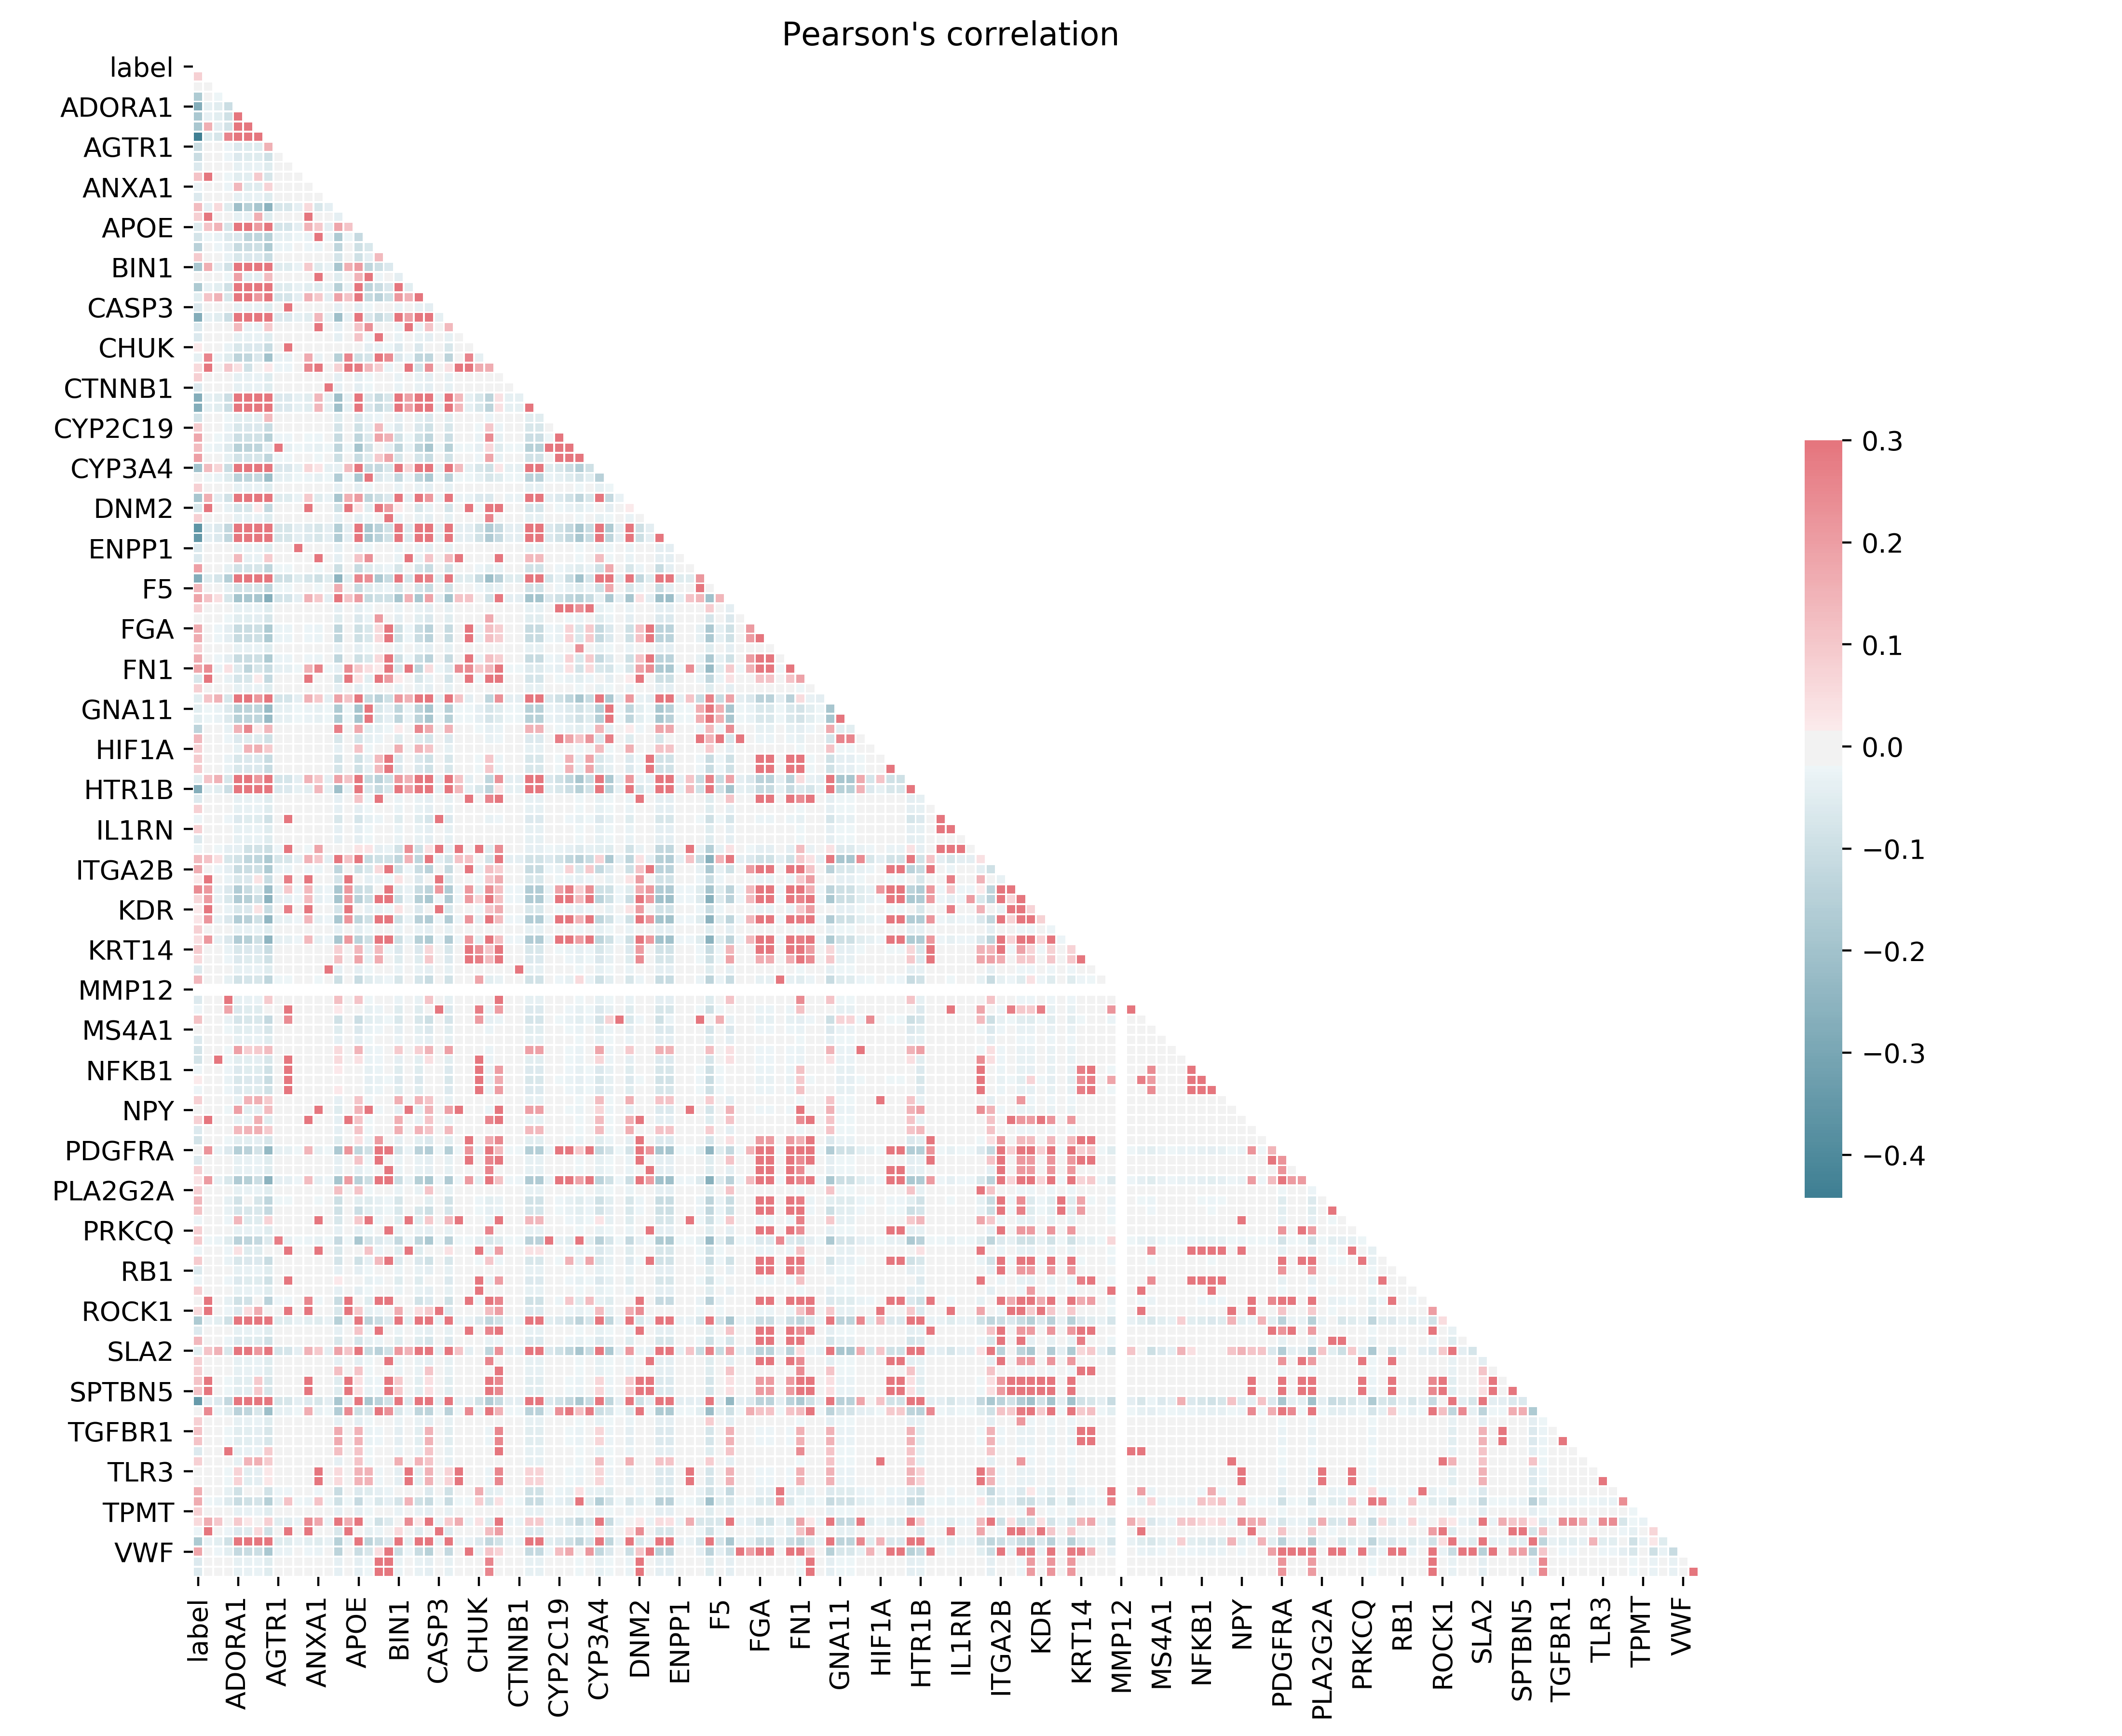 Pearson's correlation
label
ADORA1
AGTR1
ANXA1
APOE
BIN1
CASP3
CHUK
CTNNB1
CYP2C19
CYP3A4
DNM2
ENPP1
F5
FGA
FN1
GNA11
HIF1A
HTR1B
IL1RN
ITGA2B
KDR
KRT14
MMP12
MS4A1
NFKB1
NPY
PDGFRA
PLA2G2A
PRKCQ
RB1
ROCK1
SLA2
SPTBN5
TGFBR1
TLR3
TPMT
VWF
label
ADORA1
AGTR1
ANXA1
APOE
BIN1
CASP3
CHUK
CTNNB1
CYP2C19
CYP3A4
DNM2
ENPP1
F5
FGA
FN1
GNA11
HIF1A
HTR1B
IL1RN
ITGA2B
KDR
KRT14
MMP12
MS4A1
NFKB1
NPY
PDGFRA
PLA2G2A
PRKCQ
RB1
ROCK1
SLA2
SPTBN5
TGFBR1
TLR3
TPMT
VWF
0.3
0.2
0.1
0.0
−0.1
−0.2
−0.3
−0.4